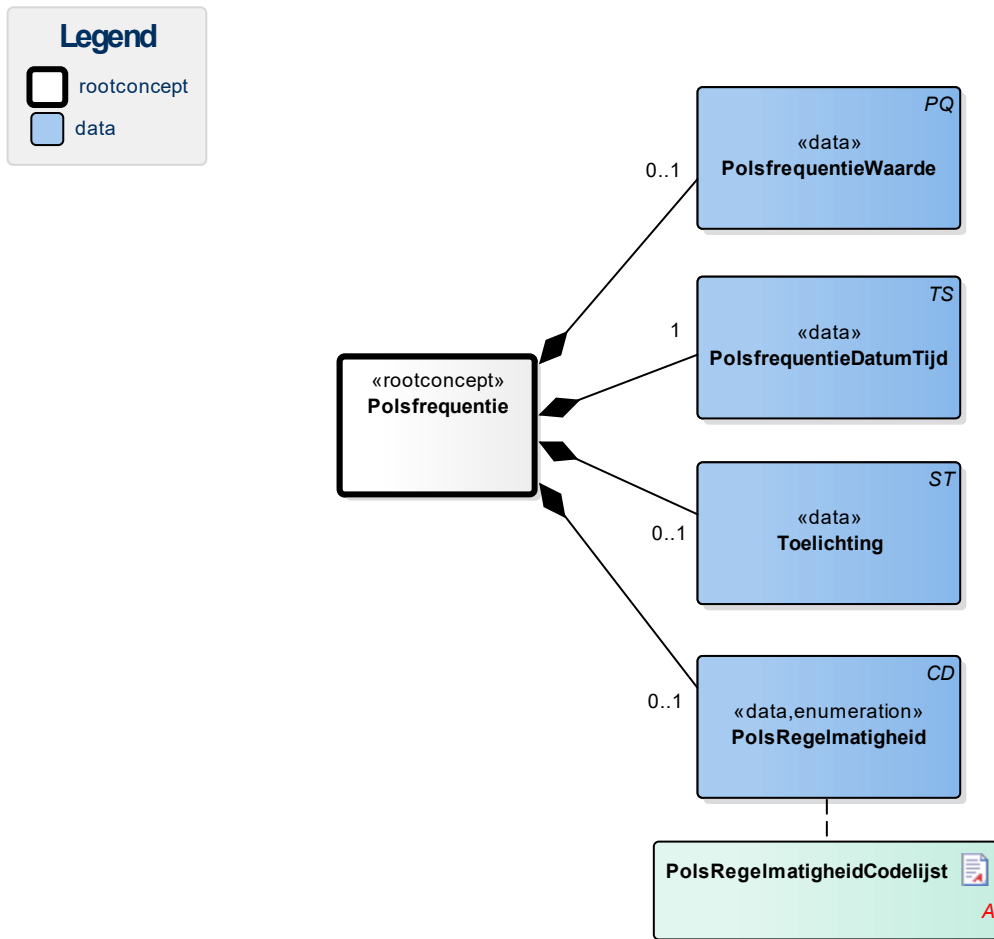 Legend
rootconcept
data
PQ
«data»
PolsfrequentieWaarde
0..1
TS
«data»
PolsfrequentieDatumTijd
1
«rootconcept»
Polsfrequentie
ST
«data»
Toelichting
0..1
CD
«data,enumeration»
PolsRegelmatigheid
0..1
PolsRegelmatigheidCodelijst
A